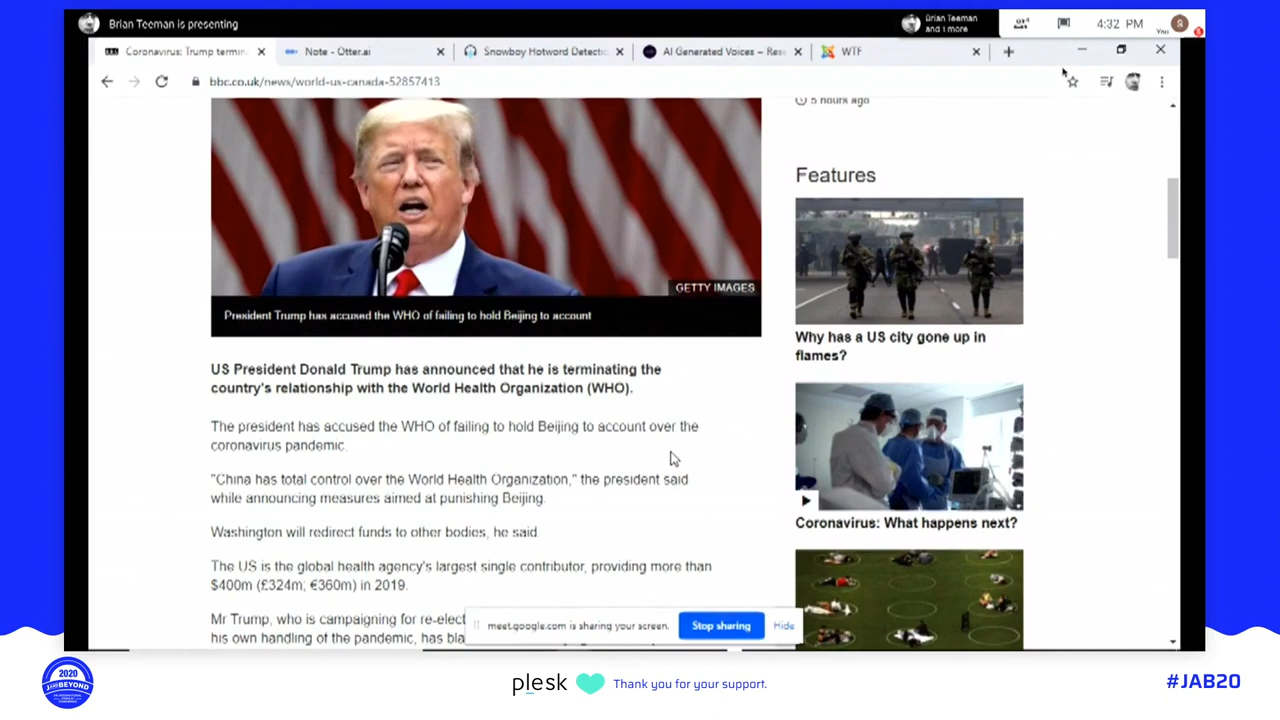 Brian Teeman is presenting
Brian Teeman
and 1 more
4:32 PM
You
S
Coronavirus: Trump termin
Note - Otter.ai
Snowboy Hotword Detectic
AI Generated Voices – Rese
WTF
bbc.co.uk/news/world-us-canada-52857413
5 hours ago
GETTY IMAGES
President Trump has accused the WHO of failing to hold Beijing to account
US President Donald Trump has announced that he is terminating the
country's relationship with the World Health Organization (WHO).
The president has accused the WHO of failing to hold Beijing to account over the
coronavirus pandemic.
"China has total control over the World Health Organization," the president said
while announcing measures aimed at punishing Beijing.
Washington will redirect funds to other bodies, he said.
The US is the global health agency's largest single contributor, providing more than
$400m (£324m; €360m) in 2019.
Mr Trump, who is campaigning for re-elect
his own handling of the pandemic, has bla
Features
Why has a US city gone up in
flames?
Coronavirus: What happens next?
meet.google.com is sharing your screen.
Stop sharing
Hide
2020
JANDBEYOND
plesk
Thank you for your support.
#JAB20